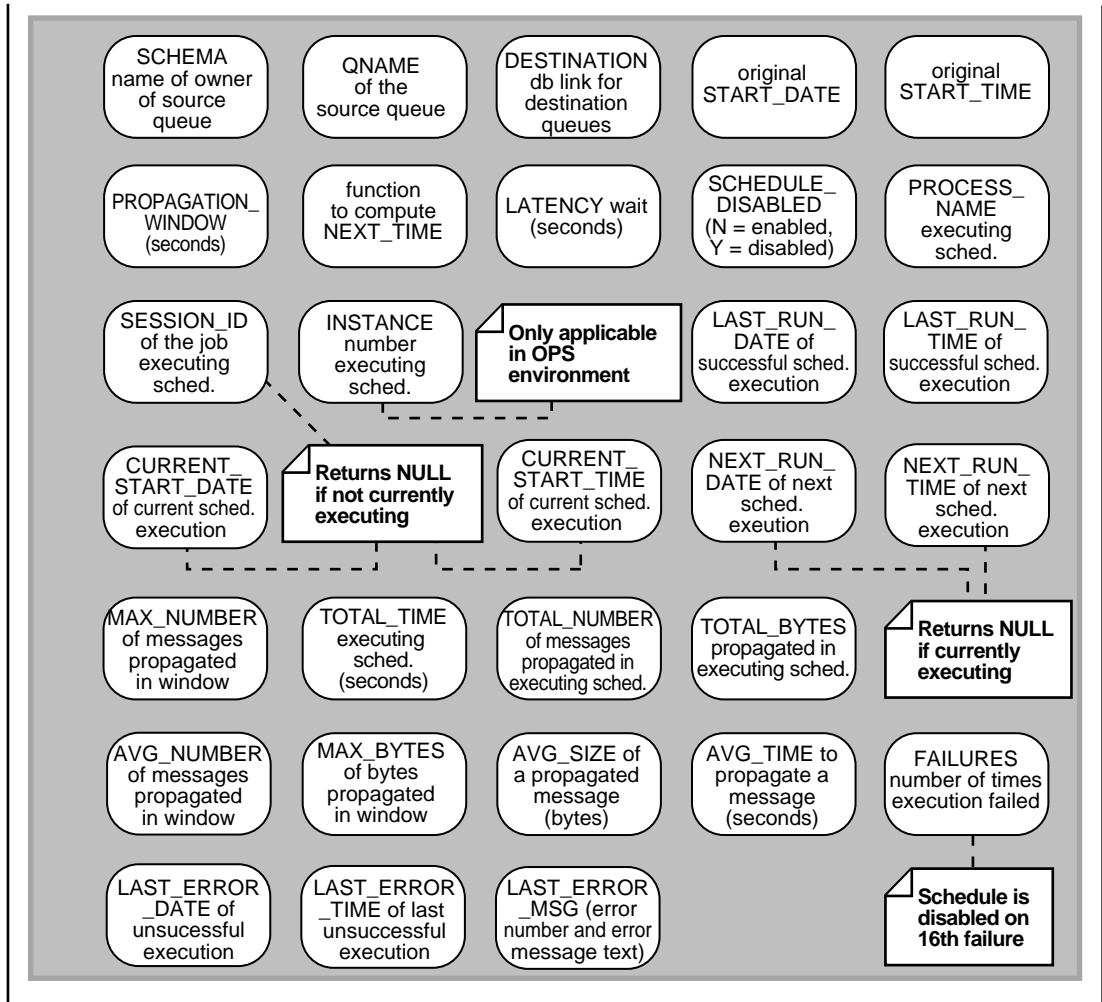 SCHEMA
name of owner
of source
queue
QNAME
of the
source queue
DESTINATION
db link for
destination
queues
original
START_DATE
original
START_TIME
PROPAGATION_
WINDOW
(seconds)
function
to compute
NEXT_TIME
LATENCY wait
(seconds)
SCHEDULE_
DISABLED
(N = enabled,
Y = disabled)
PROCESS_
NAME
executing
sched.
SESSION_ID
of the job
executing
sched.
INSTANCE
number
executing
sched.
Only applicable
in OPS
environment
LAST_RUN_
DATE of
successful sched.
execution
LAST_RUN_
TIME of
successful sched.
execution
CURRENT_
START_DATE
of current sched.
execution
Returns NULL
if not currently
executing
CURRENT_
START_TIME
of current sched.
execution
NEXT_RUN_
DATE of next
sched.
exeution
NEXT_RUN_
TIME of next
sched.
execution
MAX_NUMBER
of messages
propagated
in window
TOTAL_TIME
executing
sched.
(seconds)
TOTAL_NUMBER
of messages
propagated in
executing sched.
TOTAL_BYTES
propagated in
executing sched.
Returns NULL
if currently
executing
AVG_NUMBER
of messages
propagated
in window
MAX_BYTES
of bytes
propagated
in window
AVG_SIZE of
a propagated
message
(bytes)
AVG_TIME to
propagate a
message
(seconds)
FAILURES
number of times
execution failed
LAST_ERROR
_DATE of
unsucessful
execution
LAST_ERROR
_TIME of last
unsuccessful
execution
LAST_ERROR
_MSG (error
number and error
message text)
Schedule is
disabled on
16th failure